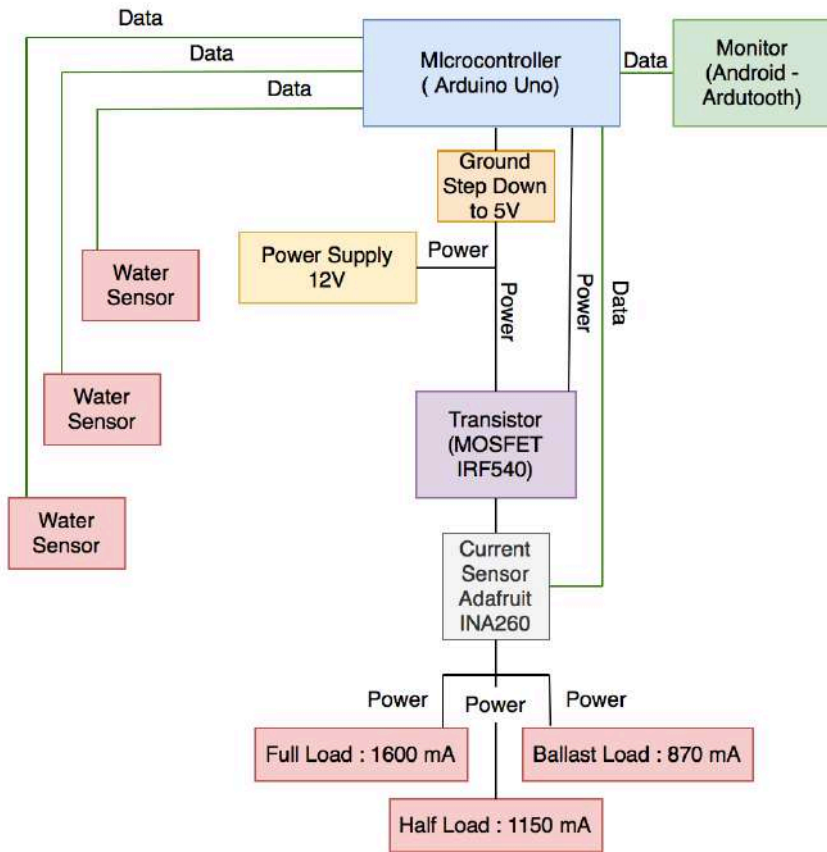 Data
Data
Data
MIcrocontroller
( Arduino Uno)
Data
Monitor
(Android -
Ardutooth)
Ground
Step Down
to 5V
Power Supply
12V
Power
Power
Power
Data
Water
Sensor
Water
Sensor
Water
Sensor
Transistor
(MOSFET
IRF540)
Current
Sensor
Adafruit
INA260
Power
Power
Power
Full Load : 1600 mA
Ballast Load : 870 mA
Half Load : 1150 mA